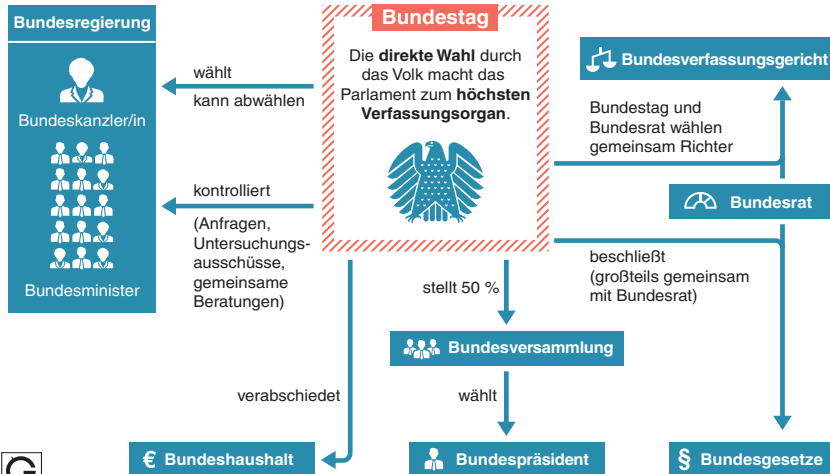 Bundesregierung
Bundeskanzler/in
Bundesminister
wählt
kann abwählen
kontrolliert
(Anfragen,
Untersuchungs-
ausschüsse,
gemeinsame
Beratungen)
Bundestag
Die direkte Wahl durch
das Volk macht das
Parlament zum höchsten
Verfassungsorgan.
Bundesverfassungsgericht
Bundestag und
Bundesrat wählen
gemeinsam Richter
Bundesrat
beschließt
(großteils gemeinsam
mit Bundesrat)
stellt 50 %
Bundesversammlung
verabschiedet
wählt
€ Bundeshaushalt
Bundespräsident
§ Bundesgesetze
G